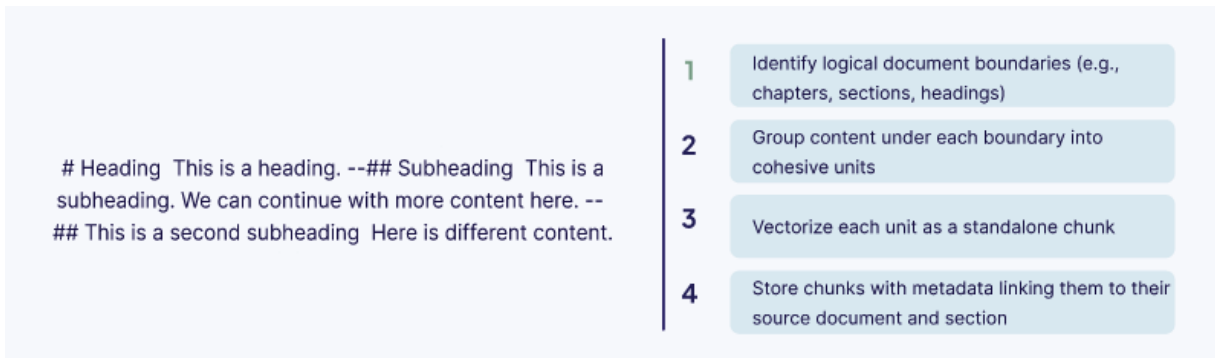 # Heading  This is a heading. --## Subheading  This is a
subheading. We can continue with more content here. --
## This is a second subheading  Here is different content.
1
Identify logical document boundaries (e.g.,
chapters, sections, headings)
2
Group content under each boundary into
cohesive units
3
Vectorize each unit as a standalone chunk
4
Store chunks with metadata linking them to their
source document and section